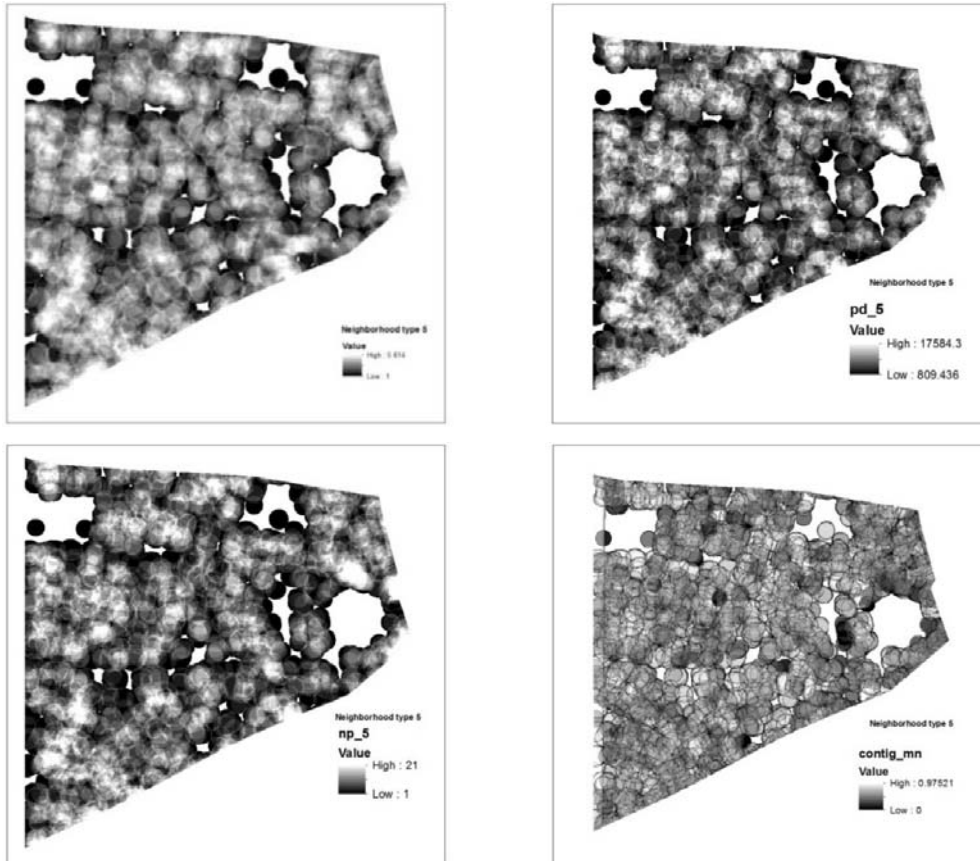 Neighborhood type 5
Value
Low : 1
Neighborhood type 5
pd_5
Value
High : 17584.3
Low : 809.436
Neighborhood type 5
np_5
Value
High : 21
Low : 1
Neighborhood type 5
contig_mn
Value
High : 0.97521
Low : 0